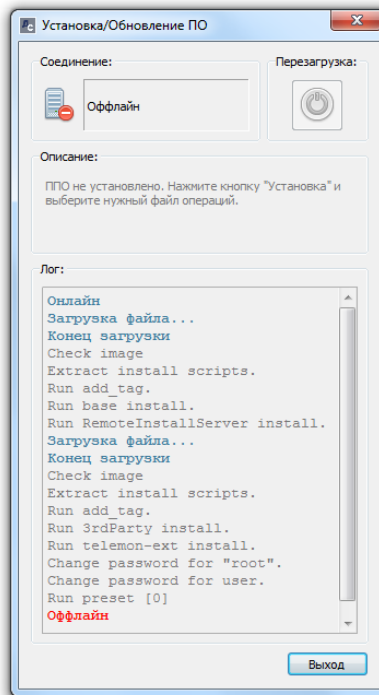 Установка/Обновление ПО
Соединение:
Перезагрузка:
Оффлайн
Описание:
ППО не установлено. Нажмите кнопку "Установка" и
выберите нужный файл операций.
Лог:
Онлайн
Загрузка файла...
Конец загрузки
Check image
Extract install scripts.
Run add_tag.
Run base install.
Run RemoteInstallServer install.
Загрузка файла...
Конец загрузки
Check image
Extract install scripts.
Run add_tag.
Run 3rdParty install.
Run telemon-ext install.
Change password for "root".
Change password for user.
Run preset [0]
Оффлайн
Выход